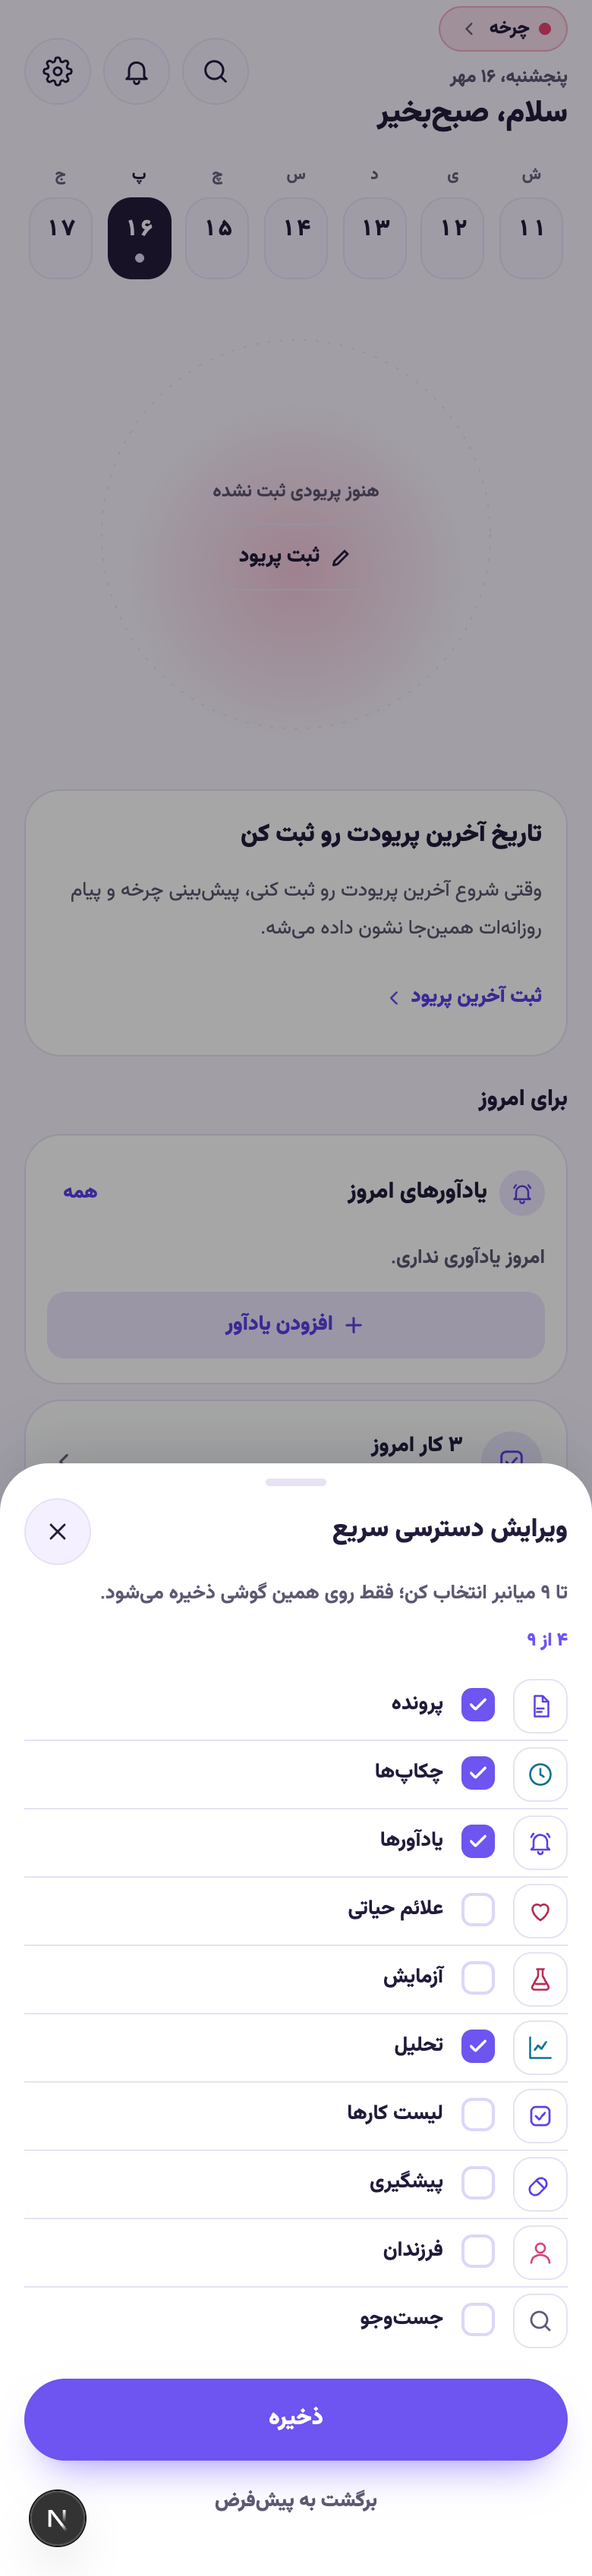 چرخه
پنجشنبه، ۱۶ مهر
سلام، صبح‌بخیر
ش ی د س چ پ ج
۱۱ ۱۲ ۱۳ ۱۴ ۱۵ ۱۶ ۱۷
هنوز پریودی ثبت نشده
ثبت پریود
تاریخ آخرین پریودت رو ثبت کن
وقتی شروع آخرین پریودت رو ثبت کنی، پیش‌بینی چرخه و پیام
روزانه‌ات همین‌جا نشون داده می‌شه.
ثبت آخرین پریود
برای امروز
یادآورهای امروز
همه
امروز یادآوری نداری.
افزودن یادآور
۳ کار امروز
ویرایش دسترسی سریع
تا ۹ میانبر انتخاب کن؛ فقط روی همین گوشی ذخیره می‌شود.
۴ از ۹
پرونده
چکاپ‌ها
یادآورها
علائم حیاتی
آزمایش
تحلیل
لیست کارها
پیشگیری
فرزندان
جست‌وجو
ذخیره
برگشت به پیش‌فرض
N